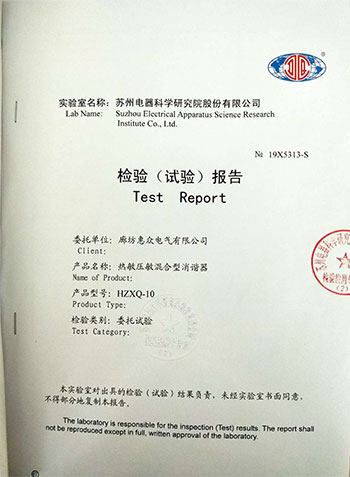 实验室名称: 苏州电器科学研究院股份有限公司
Lab Name: Suzhou Electrical Apparatus Science Research
Institute Co., Ltd.
№ 19X5313-S
检验（试验）报告
Test Report
委托单位: 廊坊惠众电气有限公司
Client:
产品名称: 热敏压敏混合型消谐器
Name of Product:
产品型号: HZXQ-10
Product Type:
检验类别: 委托试验
Test Category:
本实验室对出具的检验（试验）结果负责，未经实验室书面同意，
不得部分地复制本报告。
The laboratory is responsible for the inspection (Test) results. The report shall
not be reproduced except in full, written approval of the laboratory.